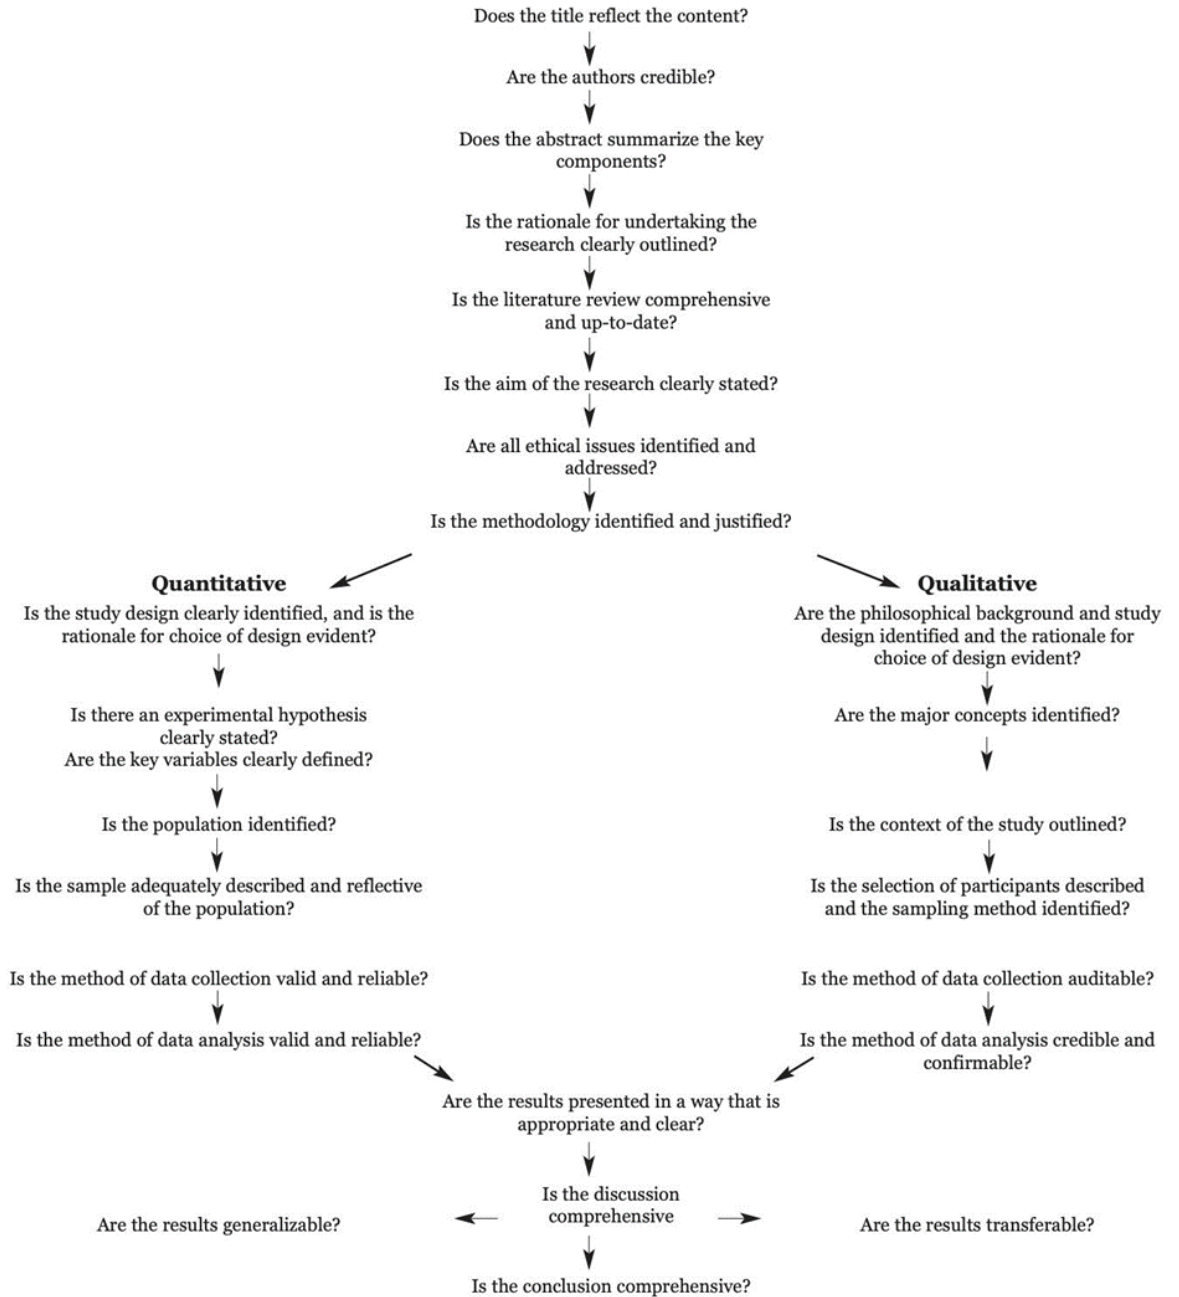 Does the title reflect the content?
Are the authors credible?
Does the abstract summarize the key
components?
Is the rationale for undertaking the
research clearly outlined?
Is the literature review comprehensive
and up-to-date?
Is the aim of the research clearly stated?
Are all ethical issues identified and
addressed?
Is the methodology identified and justified?
Quantitative
Is the study design clearly identified, and is the
rationale for choice of design evident?
Is there an experimental hypothesis
clearly stated?
Are the key variables clearly defined?
Is the population identified?
Is the sample adequately described and reflective
of the population?
Is the method of data collection valid and reliable?
Is the method of data analysis valid and reliable?
Qualitative
Are the philosophical background and study
design identified and the rationale for
choice of design evident?
Are the major concepts identified?
Is the context of the study outlined?
Is the selection of participants described
and the sampling method identified?
Is the method of data collection auditable?
Is the method of data analysis credible and
confirmable?
Are the results presented in a way that is
appropriate and clear?
Is the discussion
comprehensive
Are the results generalizable?
Are the results transferable?
Is the conclusion comprehensive?